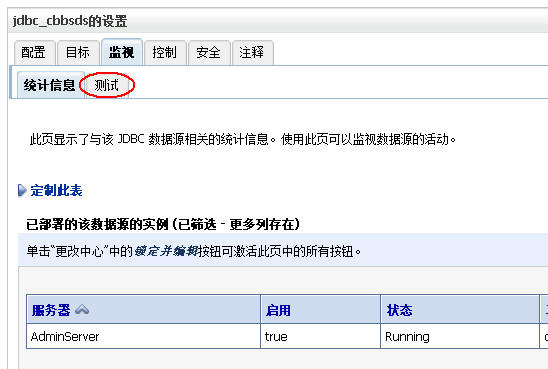 jdbc_cbbsds的设置
配置 目标 监视 控制 安全 注释
统计信息 测试
此页显示了与该 JDBC 数据源相关的统计信息。使用此页可以监视数据源的活动。
定制此表
已部署的该数据源的实例 (已筛选 - 更多列存在)
单击“更改中心”中的锁定并编辑按钮可激活此页中的所有按钮。
服务器 启用 状态
AdminServer true Running